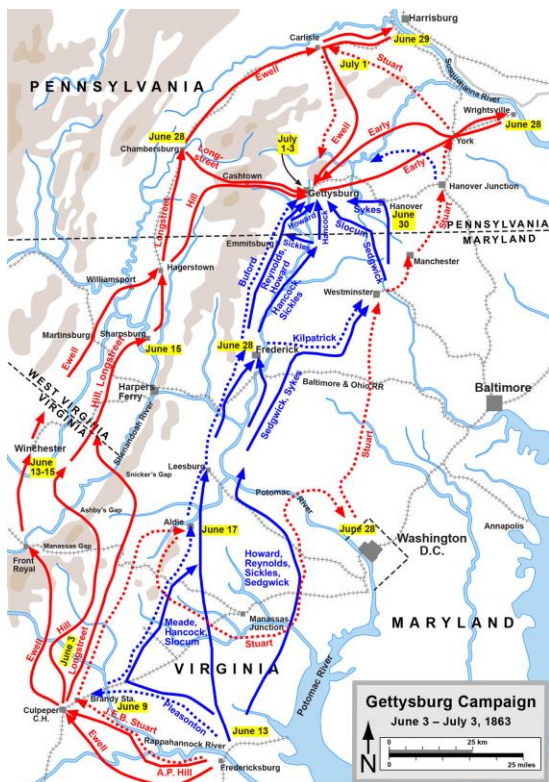 Harrisburg
Carlisle
June 29
Susquehanna River
PENNSYLVANIA
Ewell
July 1
Stuart
Wrightsville
June 28
June 28
Chambersburg
Long-
street
Ewell
Early
York
July
1-3
Early
Cashtown
Hill
Gettysburg
Hanover Junction
Longstreet
Howard
Hancock
Sykes
Hanover
June
30
Stuart
PENNSYLVANIA
MARYLAND
Emmitsburg
Sickles
Slocum
Sedgwick
Buford
Reynolds,
Howard
Hancock,
Sickles
Manchester
Hagerstown
Williamsport
Westminster
Martinsburg
Sharpsburg
Ewell
June 15
June 28
Frederick
Kilpatrick
Hill, Longstreet
Harpers
Ferry
Baltimore & Ohio RR
Baltimore
Sedgwick, Sykes
WEST VIRGINIA
VIRGINIA
Shenandoah River
Stuart
Winchester
June
13-15
Snicker's Gap
Leesburg
Potomac
River
Ashby's Gap
Aldie
June 17
June 28
Washington
D.C.
Annapolis
Manassas Gap
Front
Royal
Howard,
Reynolds,
Sickles,
Sedgwick
Manassas
Junction
Meade,
Hancock,
Slocum
Stuart
MARYLAND
Ewell
Hill
June 3
Longstreet
VIRGINIA
Potomac River
Culpeper
C.H.
Brandy Sta.
June 9
J.E.B. Stuart
Pleasonton
June 13
Rappahannock River
Ewell
A.P. Hill
Fredericksburg
Gettysburg Campaign
June 3 – July 3, 1863
N
0
25 km
0
25 miles